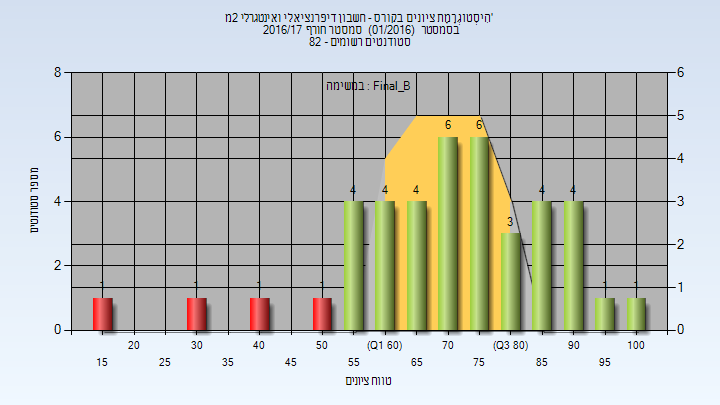 היסטוגרמת ציונים בקורס - חשבון דיפרנציאלי ואינטגרלי 2מ'
בסמסטר (01/2016) סמסטר חורף 2016/17
סטודנטים רשומים - 82
במשימה : Final_B
8 6 4 2 0
מספר סטודנטים
6 5 4 3 2 1 0
1 1 1 1 4 4 4 6 6 3 4 4 1 1
20 30 40 50 (Q1 60) 70 (Q3 80) 90 100
15 25 35 45 55 65 75 85 95
טווח ציונים